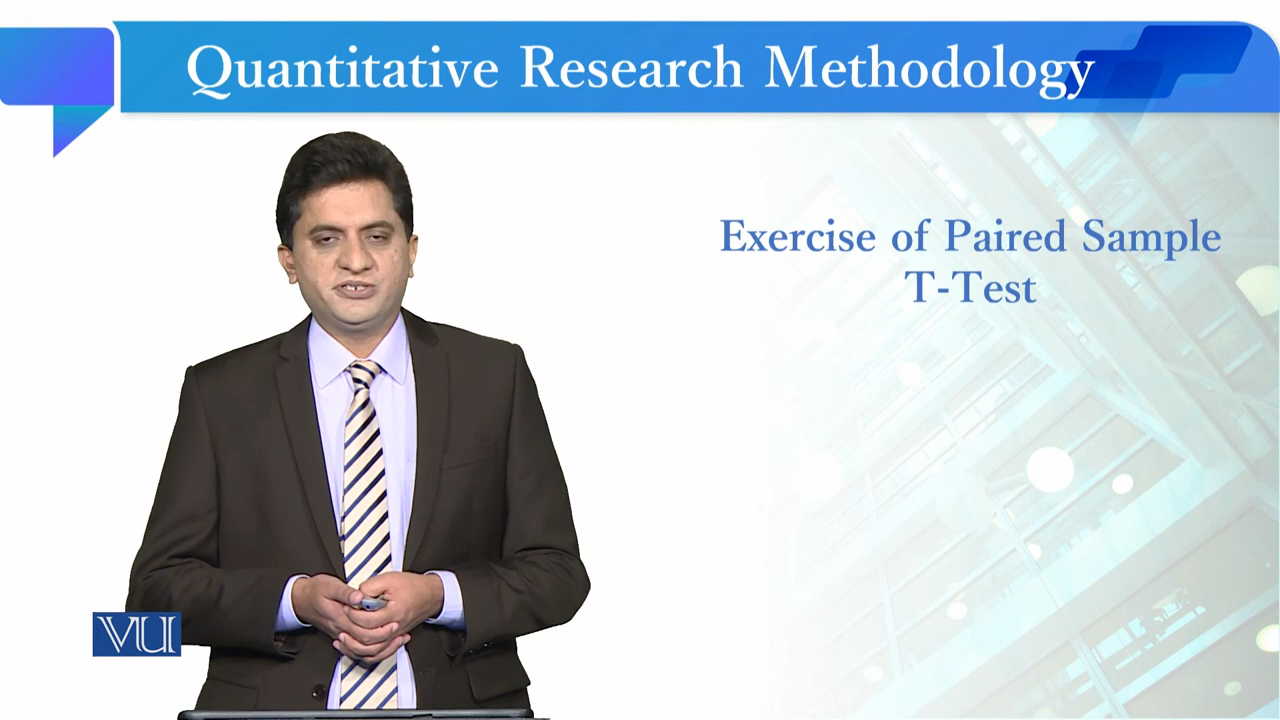 Quantitative Research Methodology
Exercise of Paired Sample
T-Test
VU